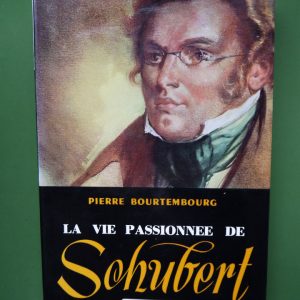 PIERRE BOURTEMBOURG
LA VIE PASSIONNEE DE
Schubert